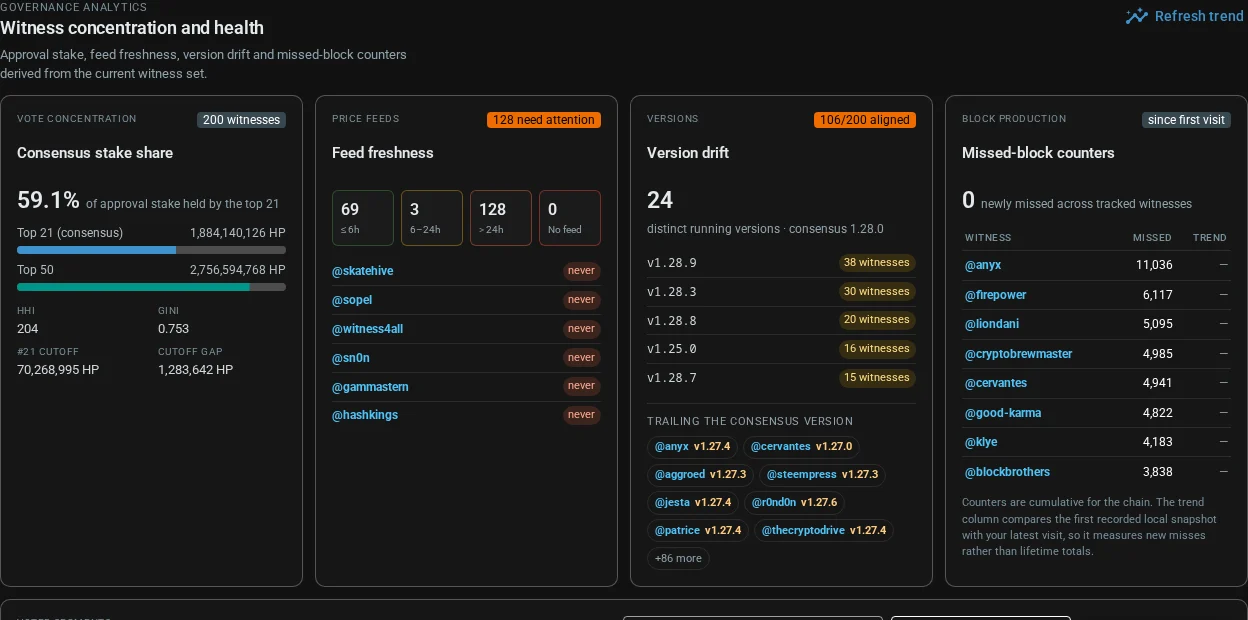 GOVERNANCE ANALYTICS
Witness concentration and health
Refresh trend
Approval stake, feed freshness, version drift and missed-block counters
derived from the current witness set.
VOTE CONCENTRATION
200 witnesses
Consensus stake share
59.1% of approval stake held by the top 21
Top 21 (consensus) 1,884,140,126 HP
Top 50 2,756,594,768 HP
HHI GINI
204 0.753
#21 CUTOFF CUTOFF GAP
70,268,995 HP 1,283,642 HP
PRICE FEEDS
128 need attention
Feed freshness
69 3 128 0
≤6h 6–24h >24h No feed
@skatehive never
@sopel never
@witness4all never
@sn0n never
@gammastern never
@hashkings never
VERSIONS
106/200 aligned
Version drift
24
distinct running versions · consensus 1.28.0
v1.28.9 38 witnesses
v1.28.3 30 witnesses
v1.28.8 20 witnesses
v1.25.0 16 witnesses
v1.28.7 15 witnesses
TRAILING THE CONSENSUS VERSION
@anyx v1.27.4 @cervantes v1.27.0
@aggroed v1.27.3 @steempress v1.27.3
@jesta v1.27.4 @r0nd0n v1.27.6
@patrice v1.27.4 @thecryptodrive v1.27.4
+86 more
BLOCK PRODUCTION
since first visit
Missed-block counters
0 newly missed across tracked witnesses
WITNESS MISSED TREND
@anyx 11,036 —
@firepower 6,117 —
@liondani 5,095 —
@cryptobrewmaster 4,985 —
@cervantes 4,941 —
@good-karma 4,822 —
@klye 4,183 —
@blockbrothers 3,838 —
Counters are cumulative for the chain. The trend
column compares the first recorded local snapshot
with your latest visit, so it measures new misses
rather than lifetime totals.